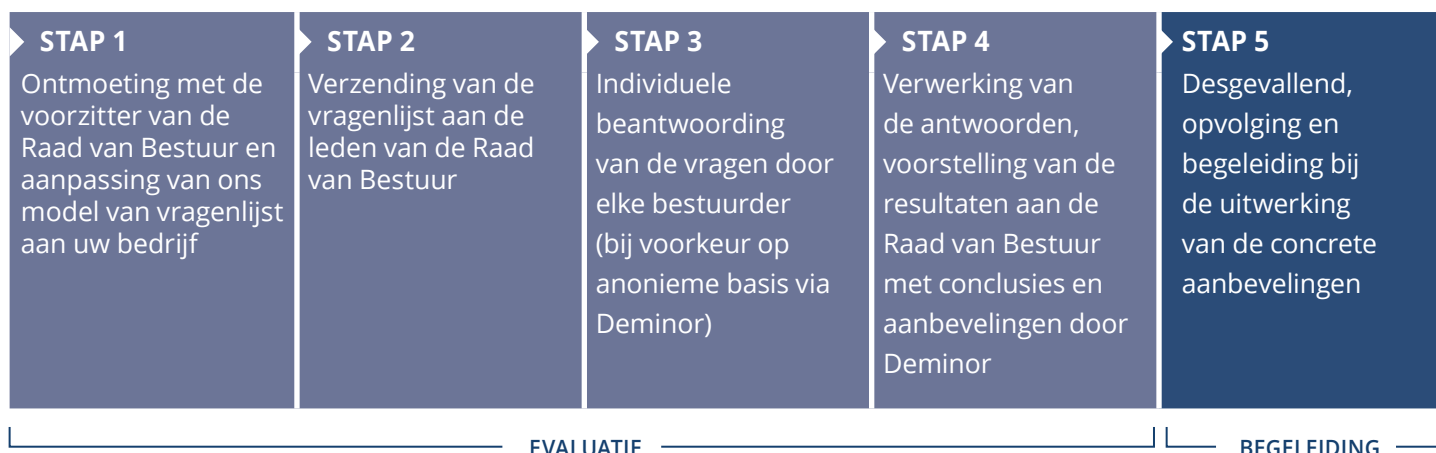 STAP 1
Ontmoeting met de
voorzitter van de
Raad van Bestuur en
aanpassing van ons
model van vragenlijst
aan uw bedrijf
STAP 2
Verzending van de
vragenlijst aan de
leden van de Raad
van Bestuur
STAP 3
Individuele
beantwoording
van de vragen door
elke bestuurder
(bij voorkeur op
anonieme basis via
Deminor)
STAP 4
Verwerking van
de antwoorden,
voorstelling van de
resultaten aan de
Raad van Bestuur
met conclusies en
aanbevelingen door
Deminor
STAP 5
Desgevallend,
opvolging en
begeleiding bij
de uitwerking
van de concrete
aanbevelingen
EVALUATIE
BEGELEIDING